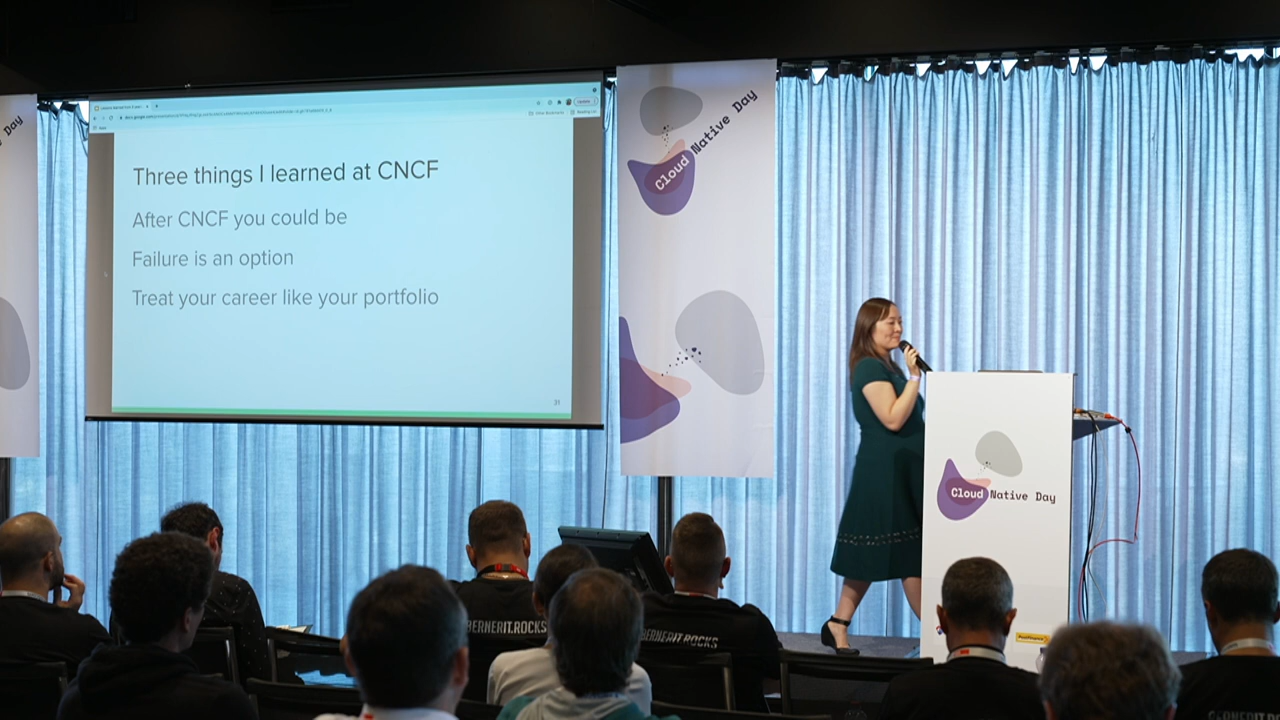 Three things I learned at CNCF
After CNCF you could be
Failure is an option
Treat your career like your portfolio
31
Cloud Native Day
Cloud Native Day
BERNERIT.ROCKS
BERNERIT.ROCKS